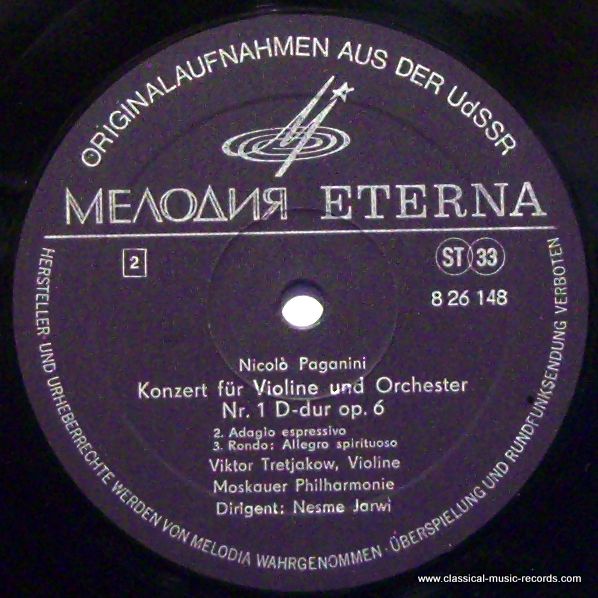 ORIGINALAUFNAHMEN AUS DER UdSSR
МЕЛОДИЯ ETERNA
2 ST 33
8 26 148
Nicolò Paganini
Konzert für Violine und Orchester
Nr. 1 D-dur op. 6
2. Adagio espressivo
3. Rondo: Allegro spirituoso
Viktor Tretjakow, Violine
Moskauer Philharmonie
Dirigent: Nesme Jarwi
HERSTELLER- UND URHEBERRECHTE WERDEN VON MELODIA WAHRGENOMMEN · ÜBERSPIELUNG UND RUNDFUNKSENDUNG VERBOTEN
www.classical-music-records.com